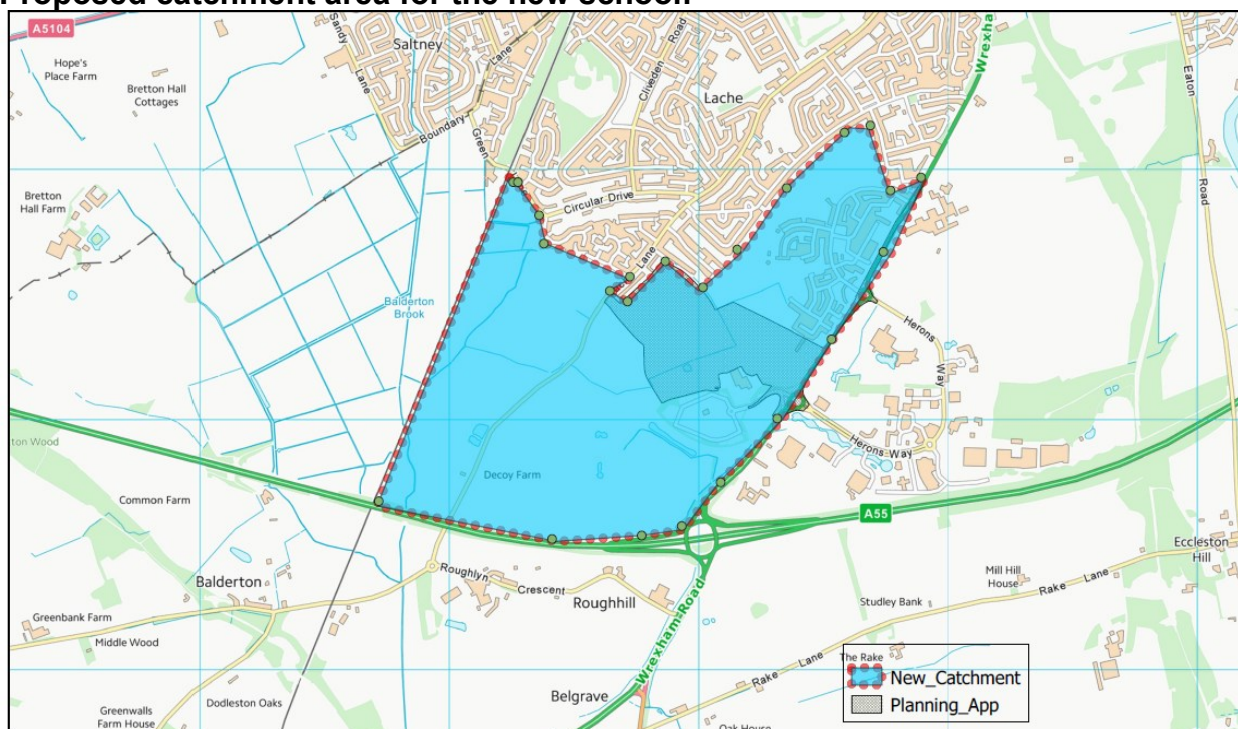 Proposed catchment area for the new school:
A5104
Sandy
Lane
Saltney
Lane
Cliveden Road
Wrexha
Hope's
Place Farm
Bretton Hall
Cottages
Lache
Eaton
Road
Boundary
Green
Bretton
Hall Farm
Circular Drive
Lane
Balderton
Brook
Herons
Way
ton Wood
Decoy Farm
Herons Way
Common Farm
A55
Eccleston
Hill
Balderton
Roughlyn
Crescent
Roughhill
Mill Hill
House
Rake Lane
Greenbank Farm
Studley Bank
Middle Wood
Wrexham Road
The Rake
Rake Lane
New_Catchment
Belgrave
Dodleston Oaks
Planning_App
Greenwalls
Farm House
Oak House